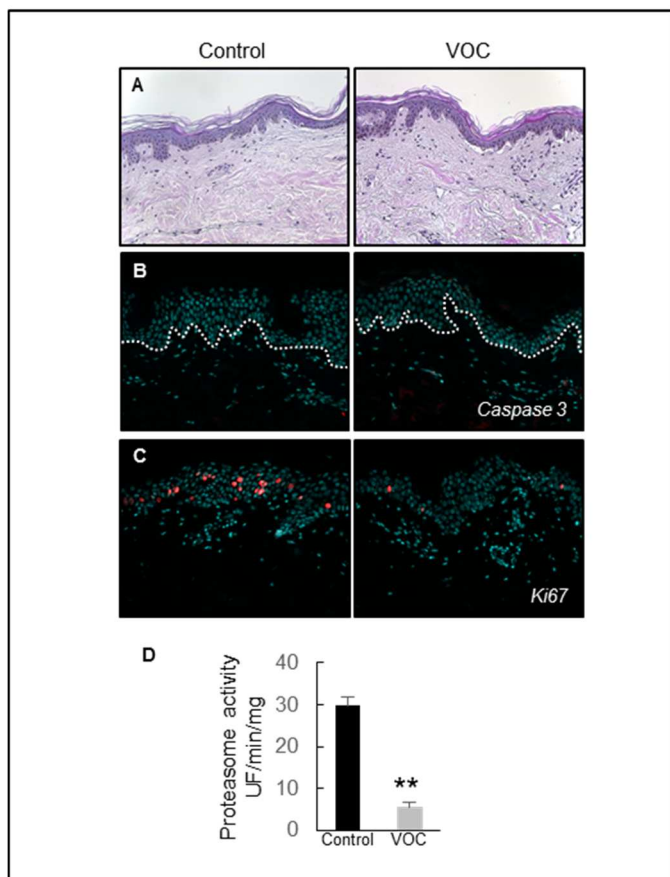 Control VOC
A
B
Caspase 3
C
Ki67
D
Proteasome activity
UF/min/mg
40
30
20
10
0
**
Control VOC